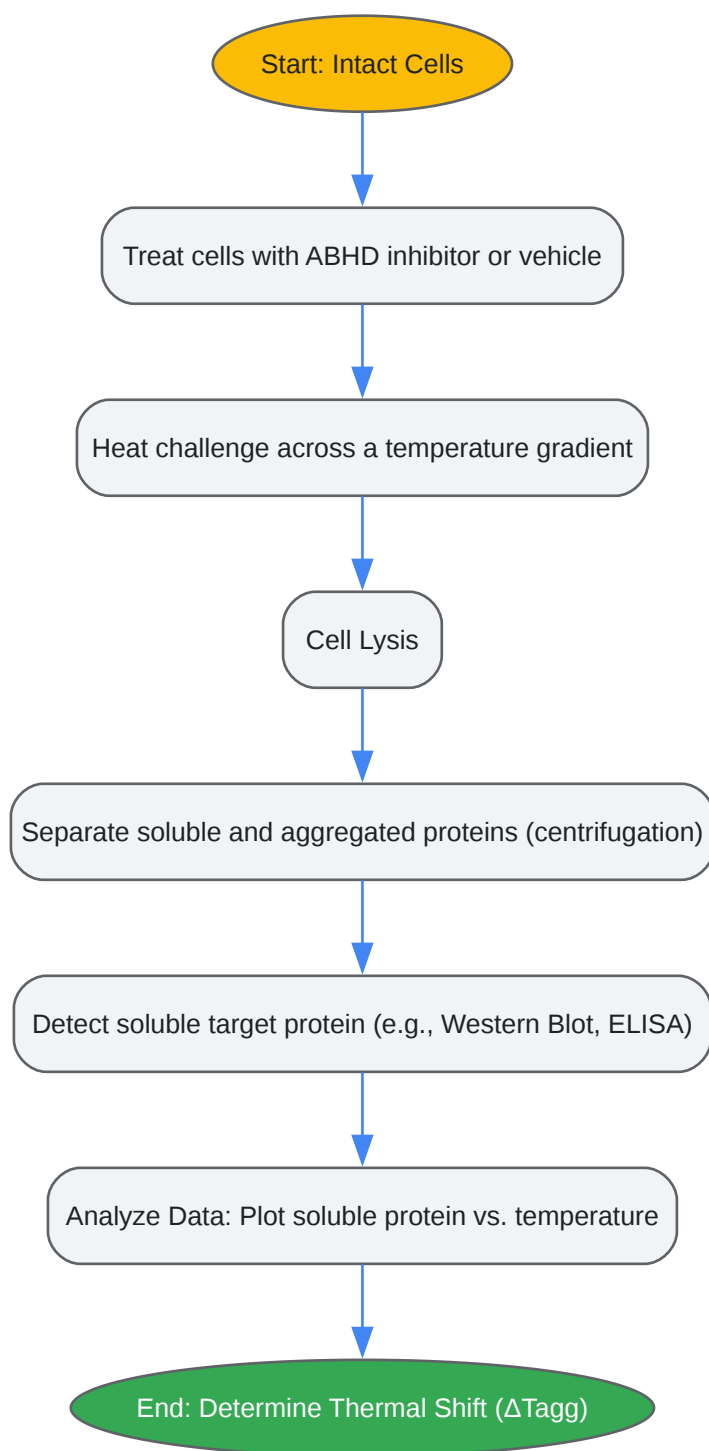 Start: Intact Cells
Treat cells with ABHD inhibitor or vehicle
Heat challenge across a temperature gradient
Cell Lysis
Separate soluble and aggregated proteins (centrifugation)
Detect soluble target protein (e.g., Western Blot, ELISA)
Analyze Data: Plot soluble protein vs. temperature
End: Determine Thermal Shift (ΔTagg)